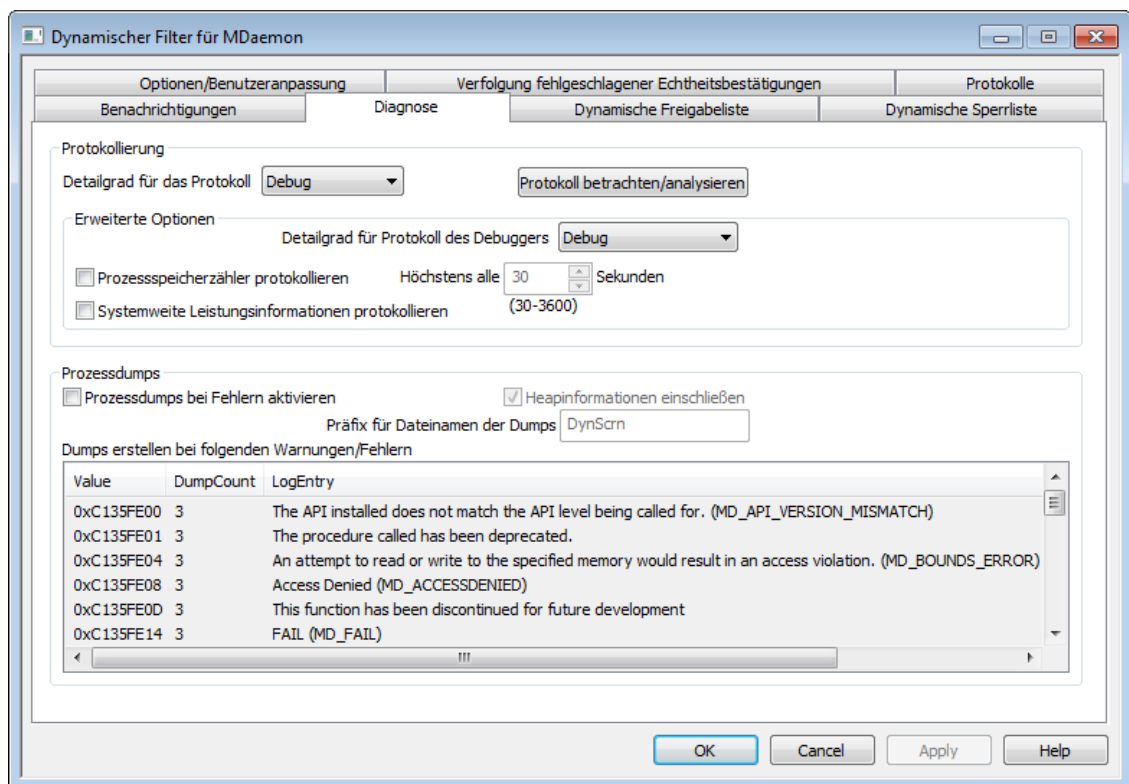 Dynamischer Filter für MDaemon
Optionen/Benutzeranpassung Verfolgung fehlgeschlagener Echtheitsbestätigungen Protokolle
Benachrichtigungen Diagnose Dynamische Freigabeliste Dynamische Sperrliste
Protokollierung
Detailgrad für das Protokoll Debug Protokoll betrachten/analysieren
Erweiterte Optionen
Detailgrad für Protokoll des Debuggers Debug
Prozessspeicherzähler protokollieren Höchstens alle 30 Sekunden
Systemweite Leistungsinformationen protokollieren (30-3600)
Prozessdumps
Prozessdumps bei Fehlern aktivieren Heapinformationen einschließen
Präfix für Dateinamen der Dumps DynScrn
Dumps erstellen bei folgenden Warnungen/Fehlern
Value DumpCount LogEntry
0xC135FE00 3 The API installed does not match the API level being called for. (MD_API_VERSION_MISMATCH)
0xC135FE01 3 The procedure called has been deprecated.
0xC135FE04 3 An attempt to read or write to the specified memory would result in an access violation. (MD_BOUNDS_ERROR)
0xC135FE08 3 Access Denied (MD_ACCESSDENIED)
0xC135FE0D 3 This function has been discontinued for future development
0xC135FE14 3 FAIL (MD_FAIL)
OK Cancel Apply Help